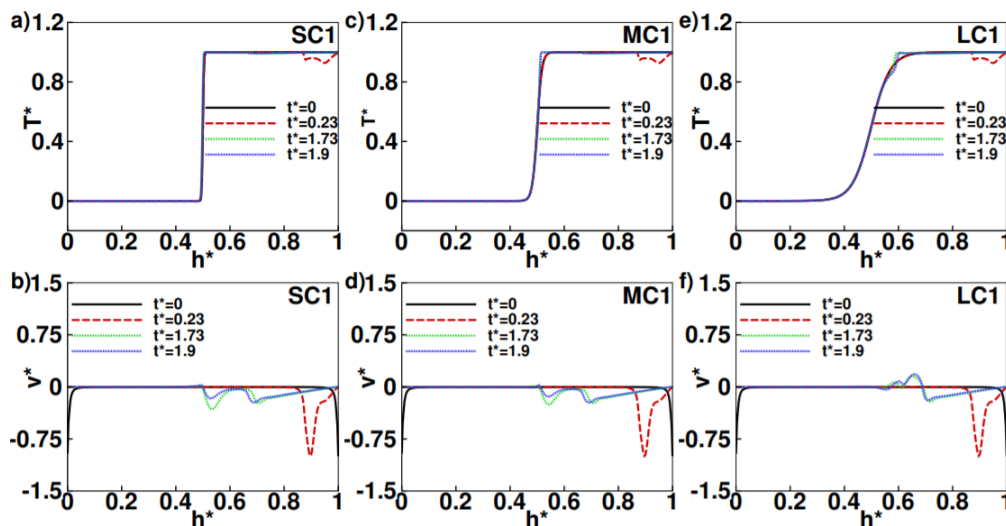 a)
SC1
1.2
0.8
0.4
0
T*
t*=0
t*=0.23
t*=1.73
t*=1.9
0 0.2 0.4 0.6 0.8 1
h*
c)
MC1
1.2
0.8
0.4
0
T*
t*=0
t*=0.23
t*=1.73
t*=1.9
0 0.2 0.4 0.6 0.8 1
h*
e)
LC1
1.2
0.8
0.4
0
T*
t*=0
t*=0.23
t*=1.73
t*=1.9
0 0.2 0.4 0.6 0.8 1
h*
b)
SC1
1.5
0.75
0
-0.75
-1.5
v*
t*=0
t*=0.23
t*=1.73
t*=1.9
0 0.2 0.4 0.6 0.8 1
h*
d)
MC1
1.5
0.75
0
-0.75
-1.5
v*
t*=0
t*=0.23
t*=1.73
t*=1.9
0 0.2 0.4 0.6 0.8 1
h*
f)
LC1
1.5
0.75
0
-0.75
-1.5
v*
t*=0
t*=0.23
t*=1.73
t*=1.9
0 0.2 0.4 0.6 0.8 1
h*